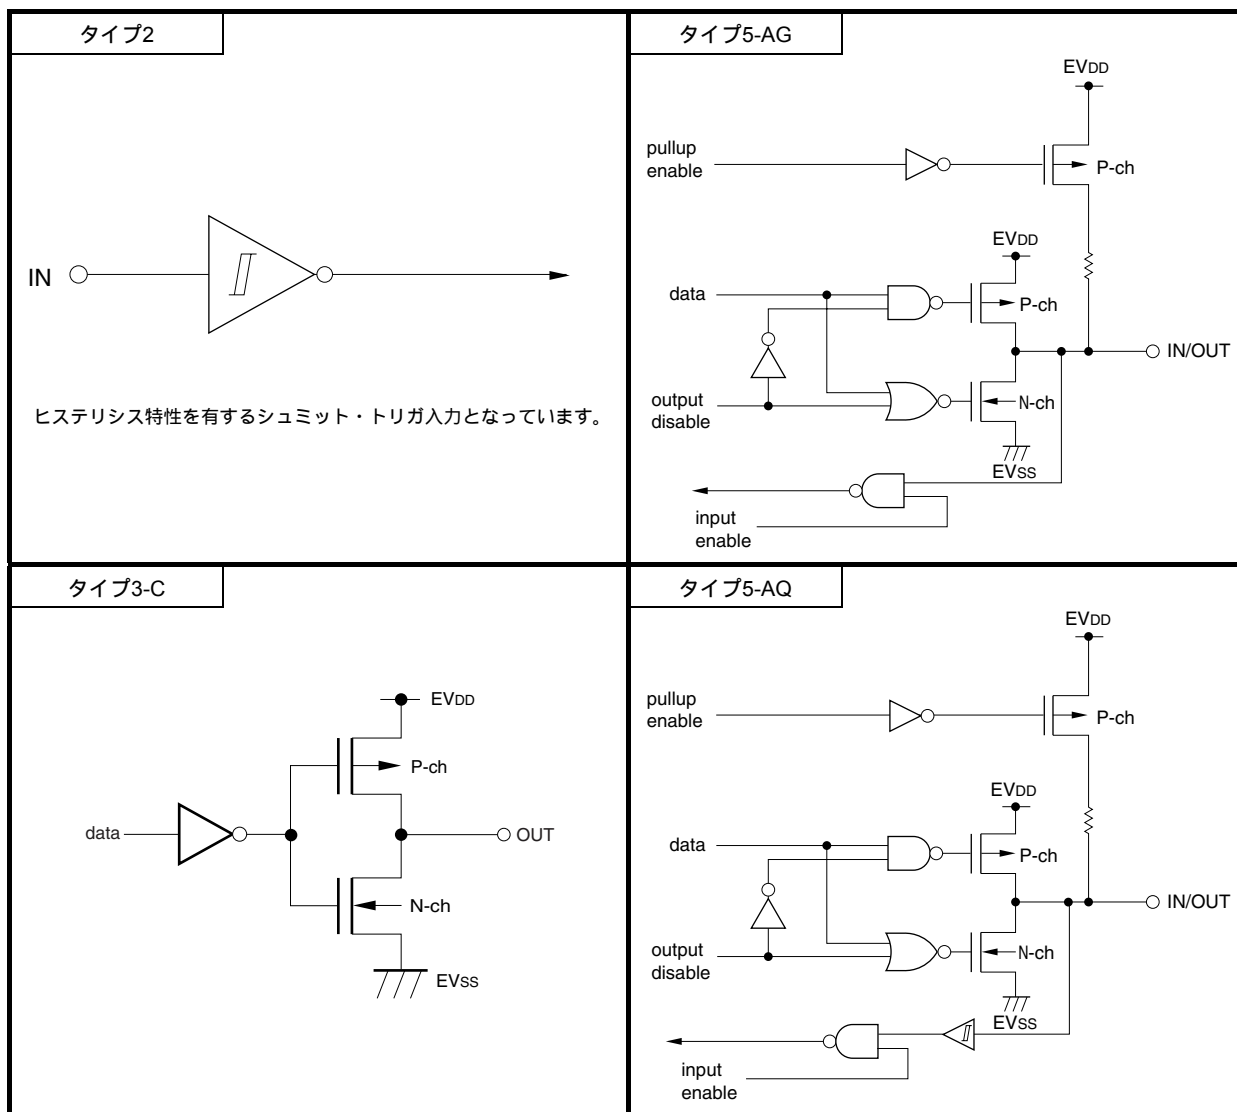 タイプ2
IN
ヒステリシス特性を有するシュミット・トリガ入力となっています。
タイプ5-AG
EVDD
pullup
enable
P-ch
EVDD
data
P-ch
IN/OUT
output
disable
N-ch
EVSS
input
enable
タイプ3-C
EVDD
P-ch
data
OUT
N-ch
EVSS
タイプ5-AQ
EVDD
pullup
enable
P-ch
EVDD
data
P-ch
IN/OUT
output
disable
N-ch
EVSS
input
enable